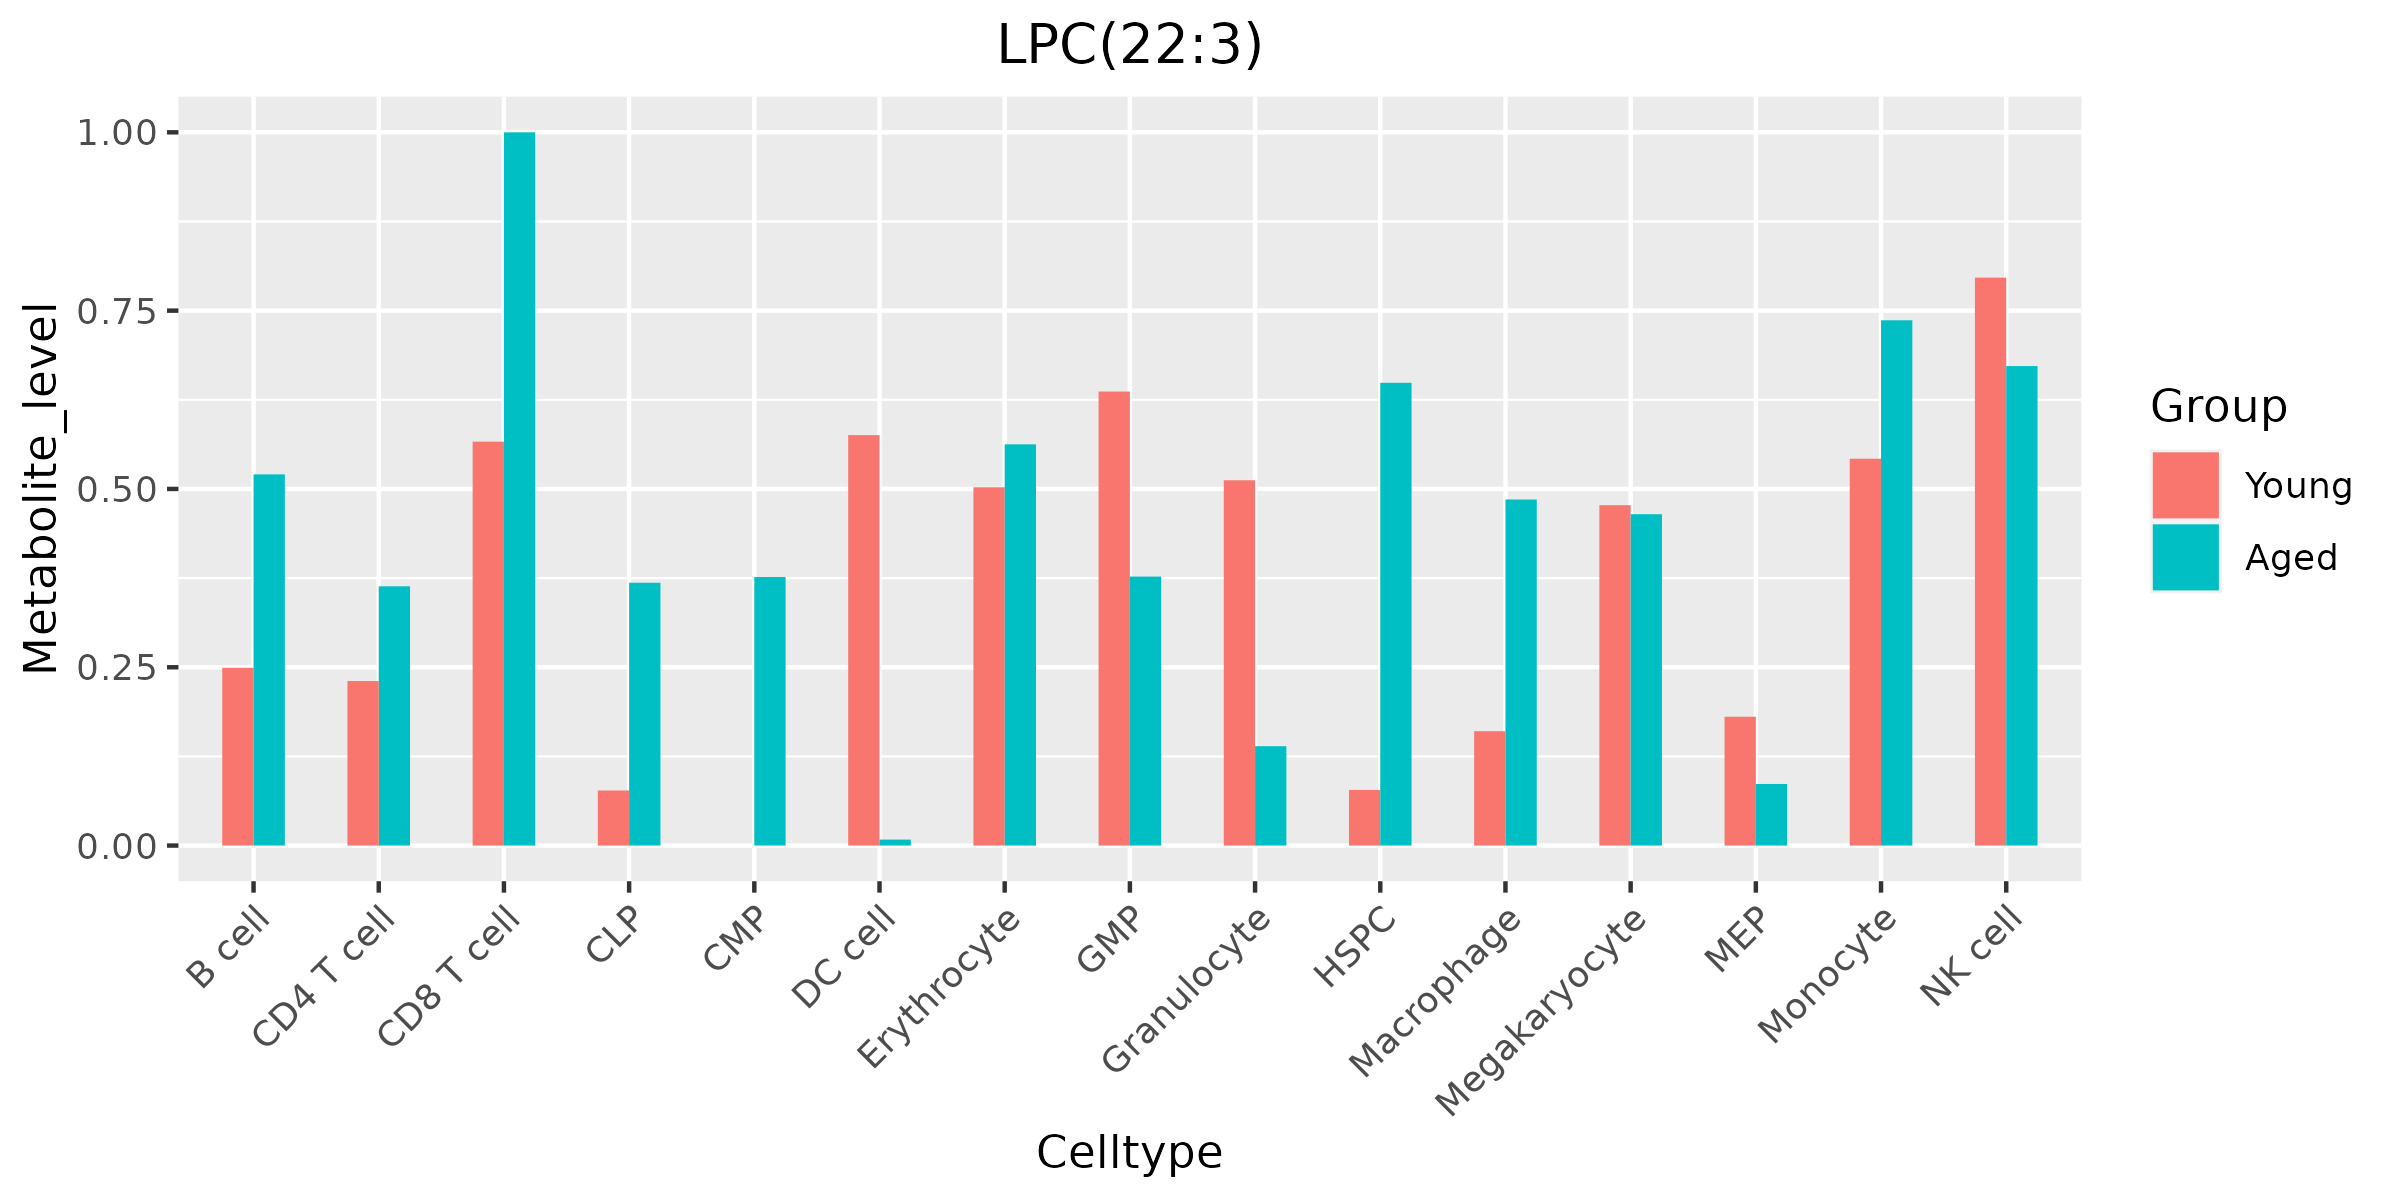 LPC(22:3)
Metabolite_level
1.00
0.75
0.50
0.25
0.00
B cell
CD4 T cell
CD8 T cell
CLP
CMP
DC cell
Erythrocyte
GMP
Granulocyte
HSPC
Macrophage
Megakaryocyte
MEP
Monocyte
NK cell
Celltype
Group
Young
Aged